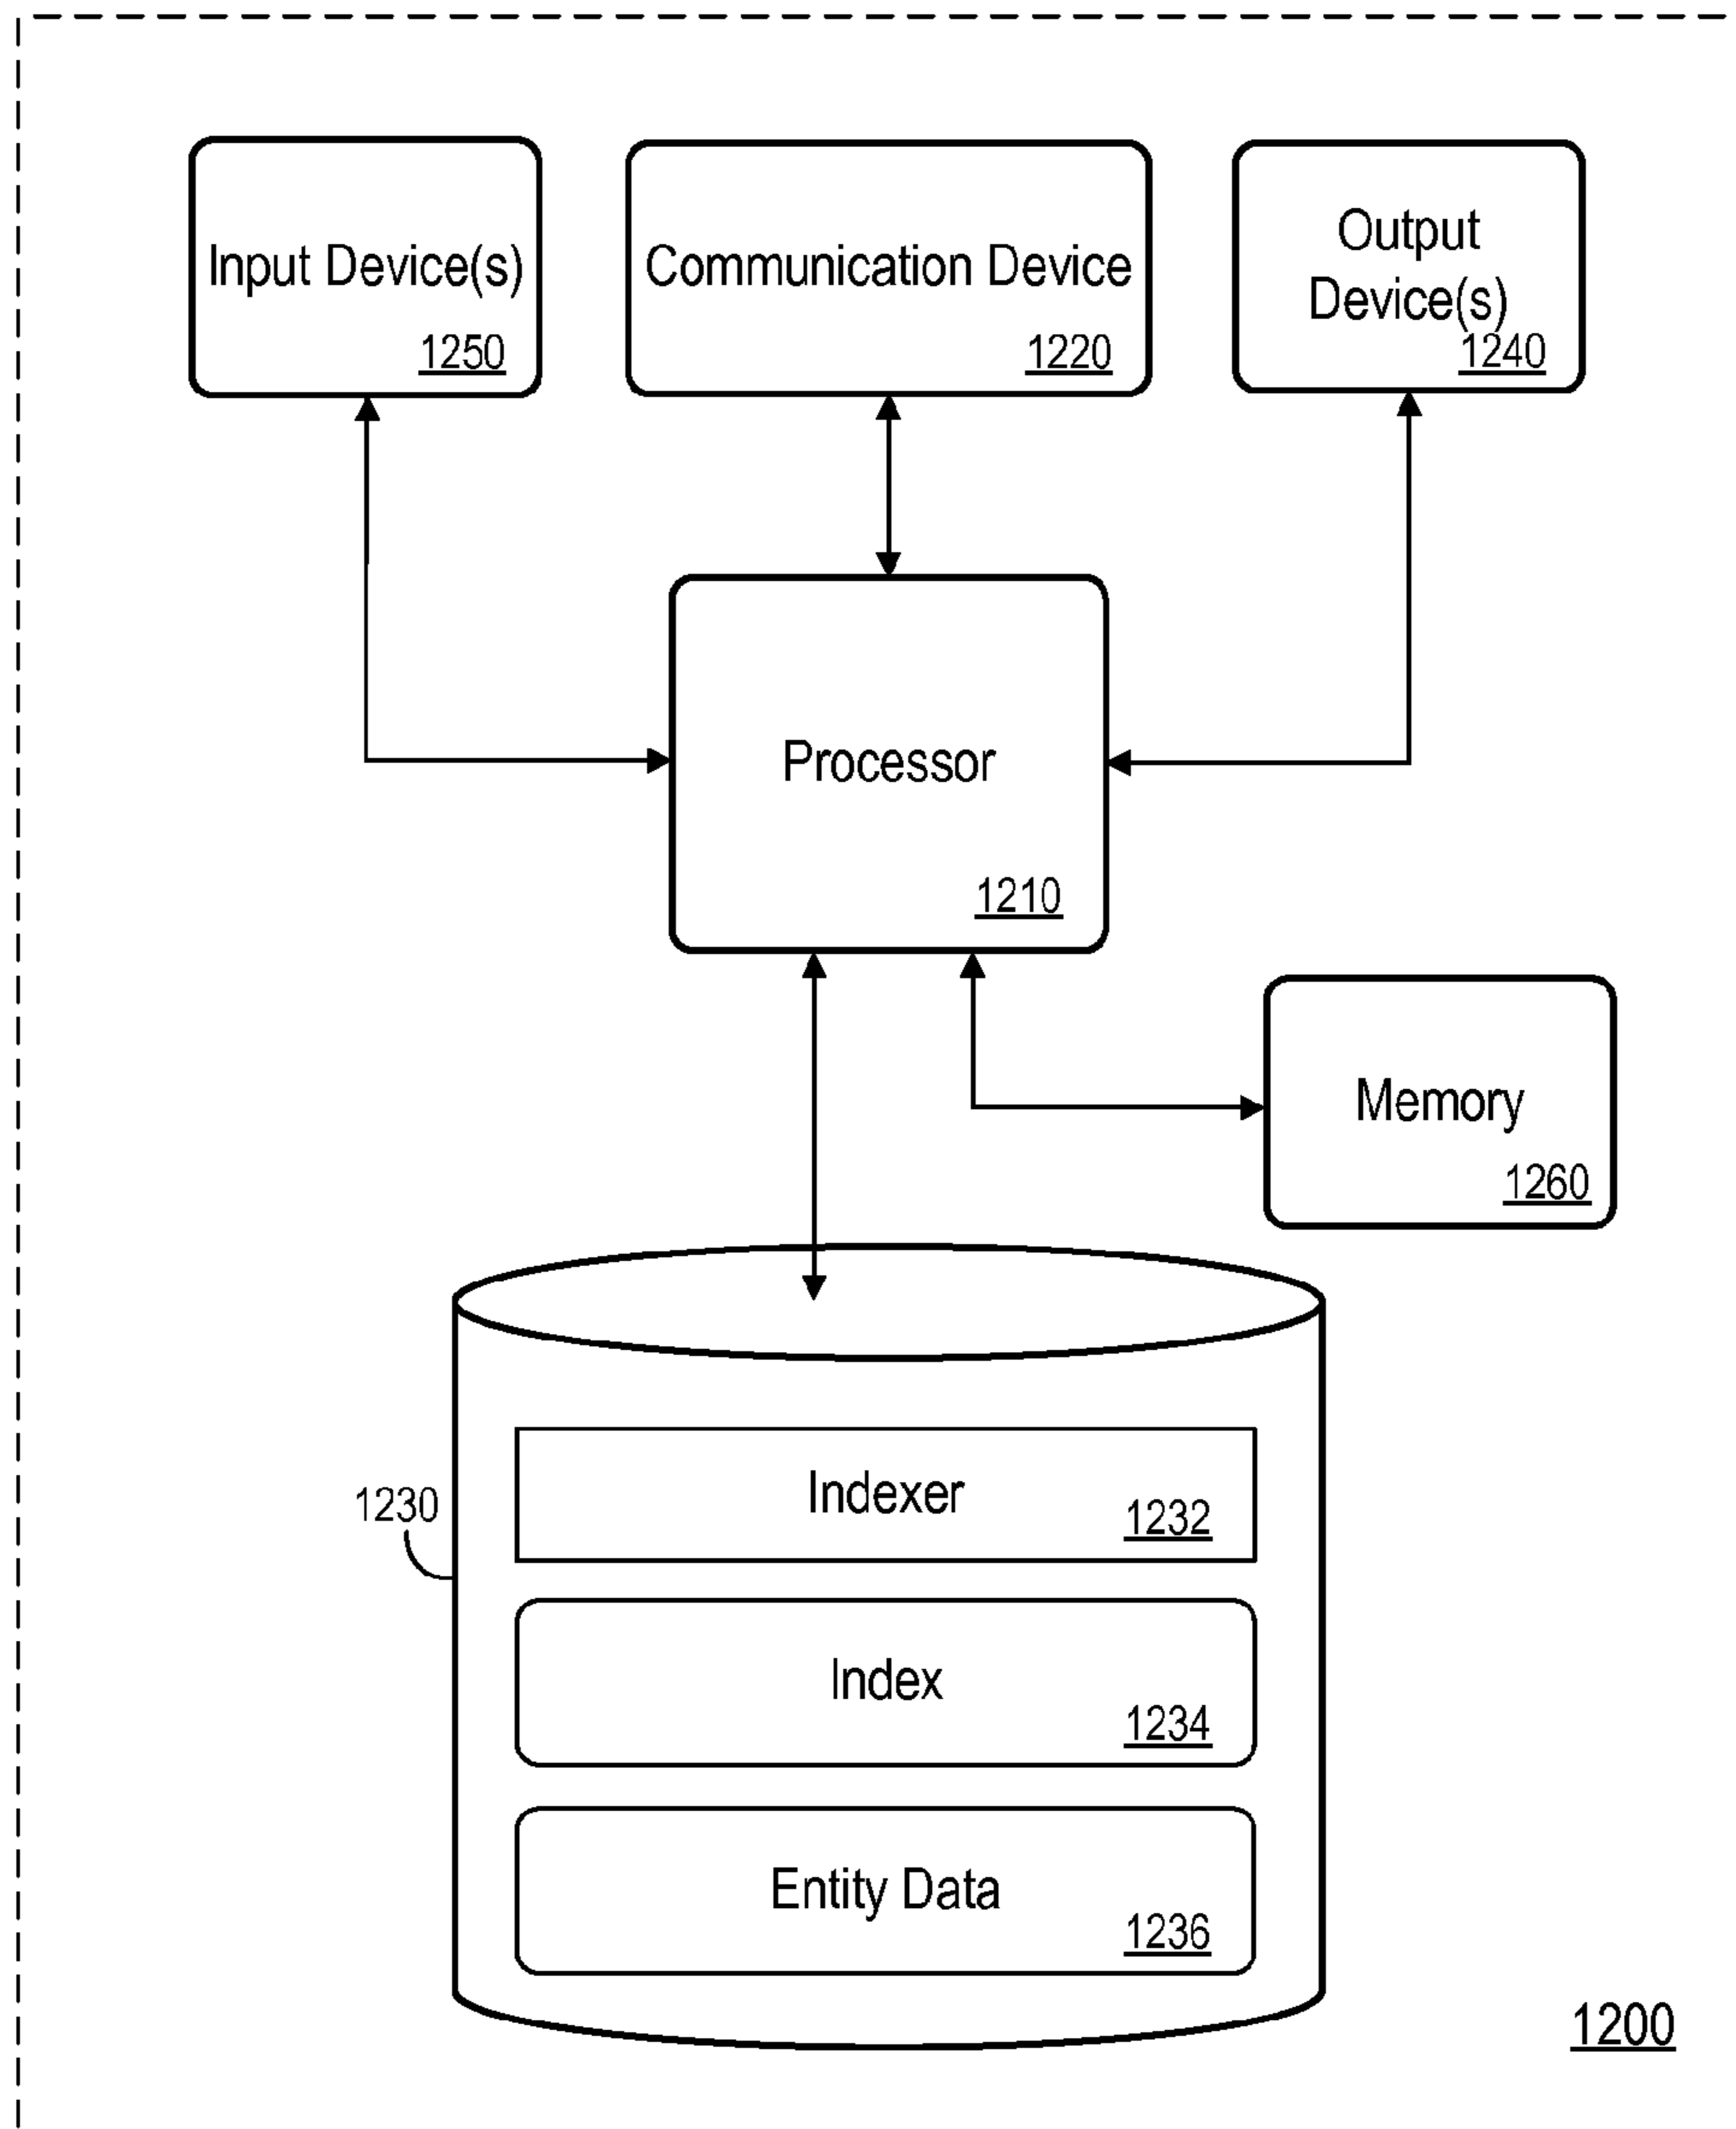 Input Device(s)
1250
Communication Device
1220
Output
Device(s)
1240
Processor
1210
Memory
1260
1230
Indexer
1232
Index
1234
Entity Data
1236
1200